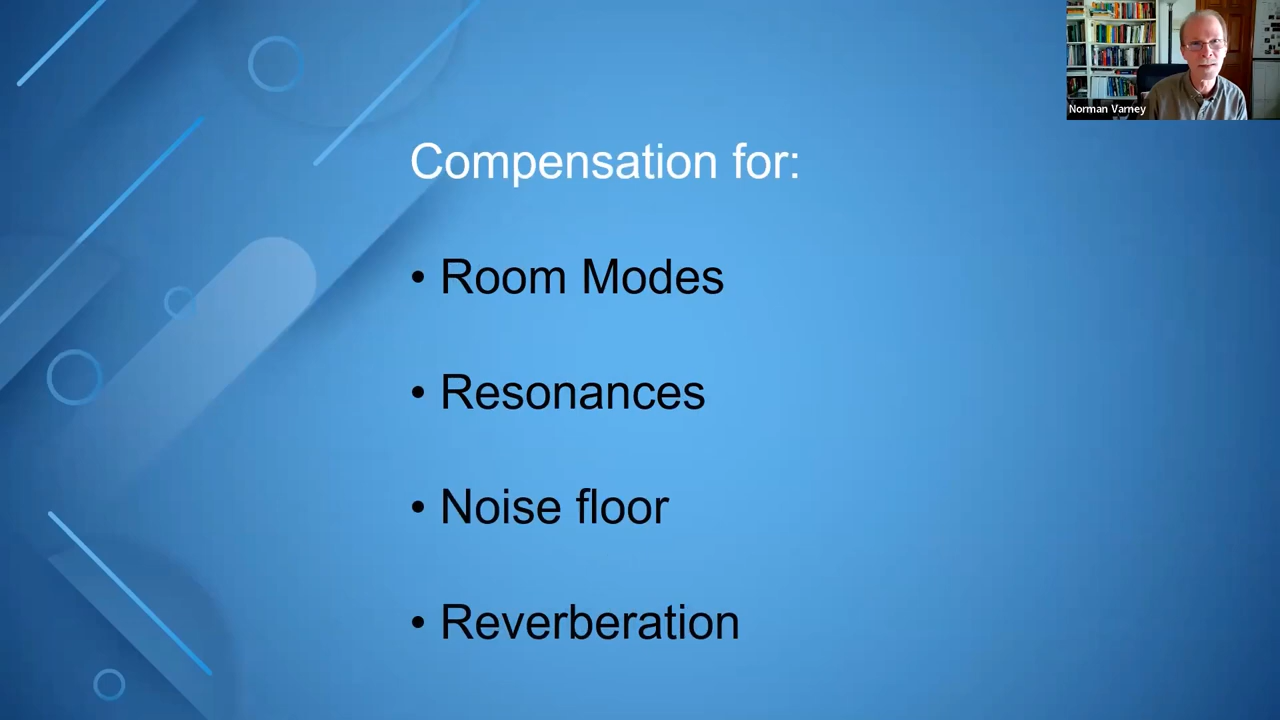 Norman Varney
Compensation for:
• Room Modes
• Resonances
• Noise floor
• Reverberation